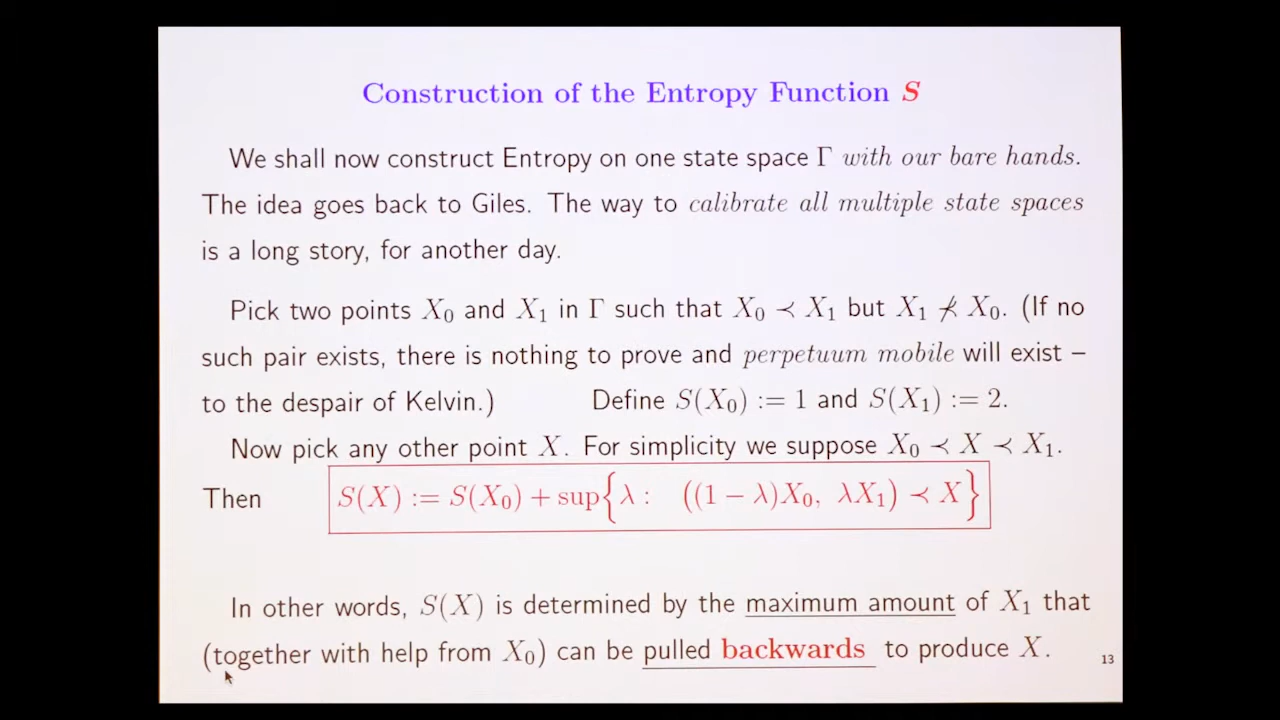 Construction of the Entropy Function S
We shall now construct Entropy on one state space Γ with our bare hands.
The idea goes back to Giles. The way to calibrate all multiple state spaces
is a long story, for another day.
Pick two points X₀ and X₁ in Γ such that X₀ ≺ X₁ but X₁ ⊀ X₀. (If no
such pair exists, there is nothing to prove and perpetuum mobile will exist –
to the despair of Kelvin.) Define S(X₀) := 1 and S(X₁) := 2.
Now pick any other point X. For simplicity we suppose X₀ ≺ X ≺ X₁.
Then S(X) := S(X₀) + sup{λ : ((1 − λ)X₀, λX₁) ≺ X}
In other words, S(X) is determined by the maximum amount of X₁ that
(together with help from X₀) can be pulled backwards to produce X.
13